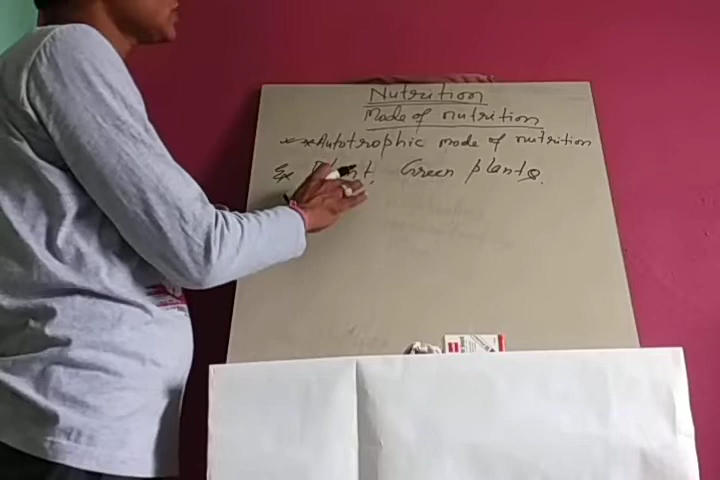 Nutrition
Mode of nutrition
Autotrophic mode of nutrition
Ex Plant, Green plants.